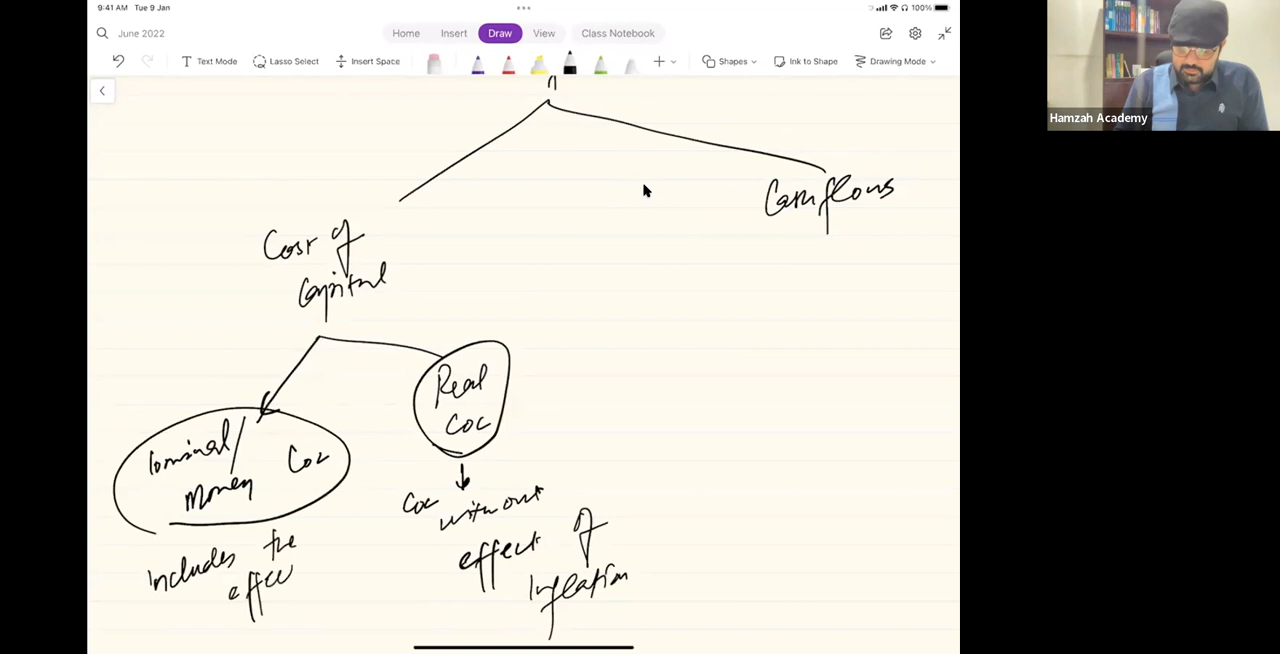 9:41 AM Tue 9 Jan
100%
June 2022
Home Insert Draw View Class Notebook
Text Mode Lasso Select Insert Space Shapes Ink to Shape Drawing Mode
Hamzah Academy
Cashflows
Cost of
Capital
Real
COC
Nominal/
Money COC
COC
without
effect of
Inflation
includes the
effec